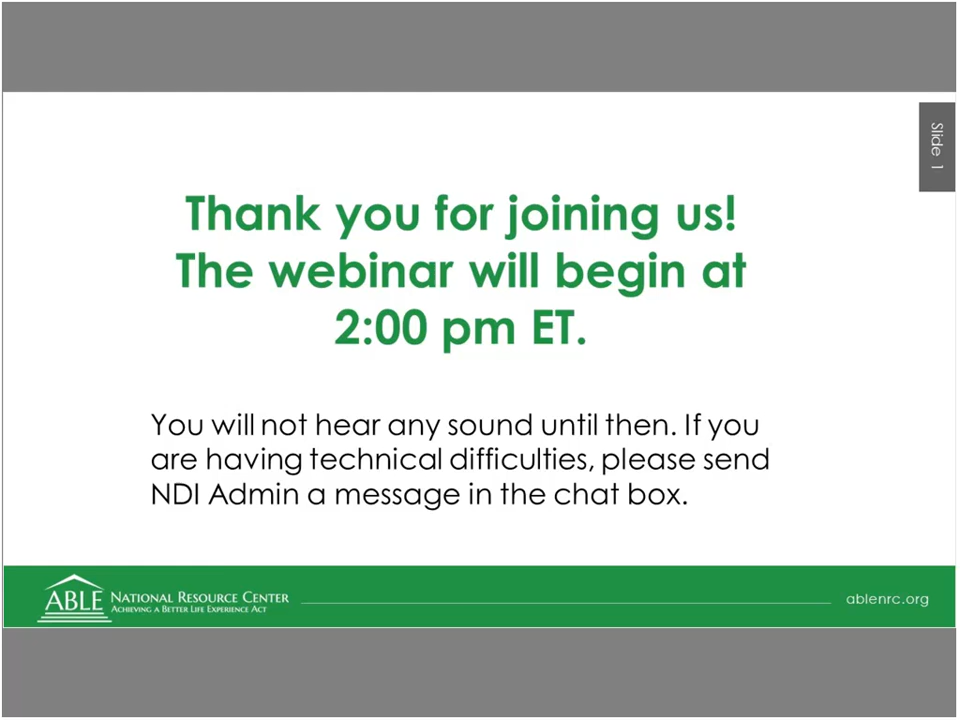 Slide 1
Thank you for joining us!
The webinar will begin at
2:00 pm ET.
You will not hear any sound until then. If you
are having technical difficulties, please send
NDI Admin a message in the chat box.
ABLE NATIONAL RESOURCE CENTER
ACHIEVING A BETTER LIFE EXPERIENCE ACT
ablenrc.org